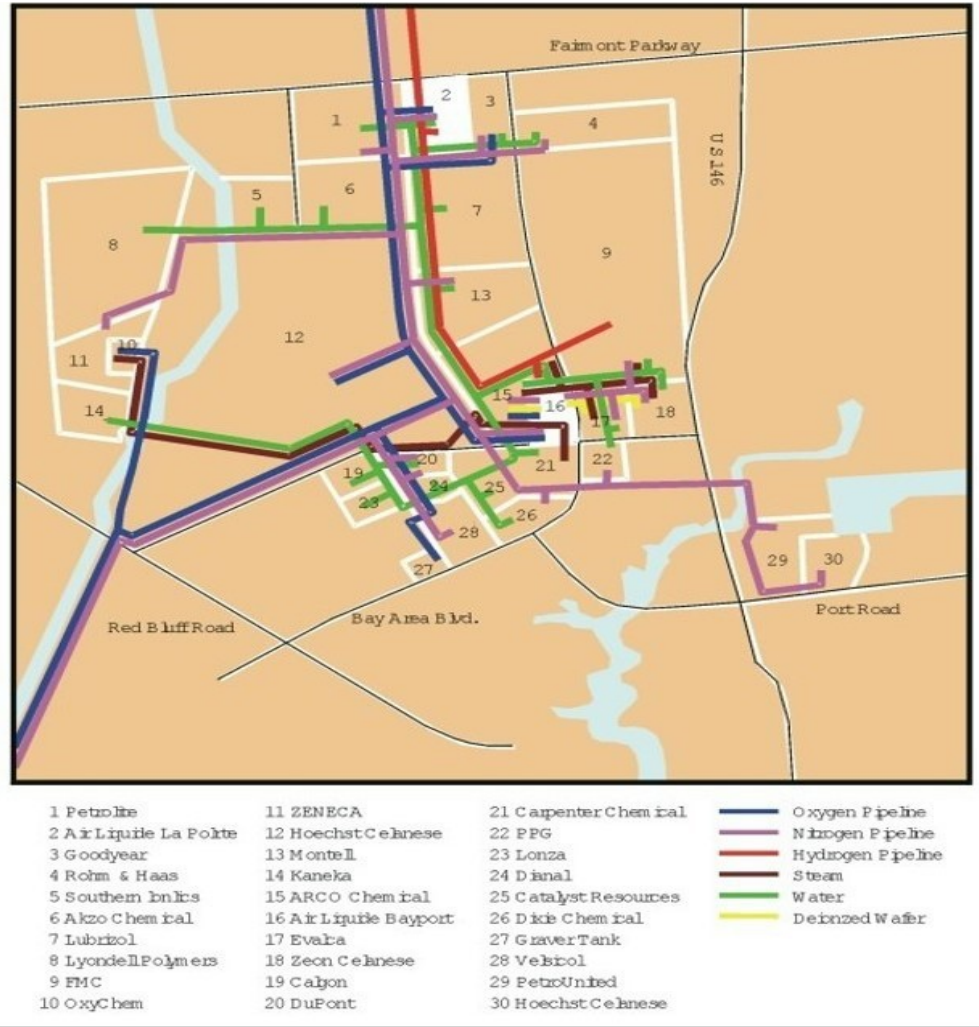 Fairmont Parkway
2
3
1
4
U.S. 146
5
6
7
8
9
13
12
10
11
15
16
14
17
18
20
21
22
19
24
25
23
26
28
29
30
27
Port Road
Bay Area Blvd.
Red Bluff Road
1 Petrolite
2 Air Liquide La Polrte
3 Goodyear
4 Rohm & Haas
5 Southern Ionlics
6 Akzo Chemical
7 Lubrizol
8 Lyondell Polymers
9 FMC
10 OxyChem
11 ZENECA
12 Hoechst Celanese
13 Montell
14 Kaneka
15 ARCO Chemical
16 Air Liquide Bayport
17 Evalca
18 Zeon Celanese
19 Calgon
20 DuPont
21 Carpenter Chemical
22 PPG
23 Lonza
24 Disnal
25 Catalyst Resources
26 Dixie Chemical
27 Graver Tank
28 Velsicol
29 PetroUnited
30 Hoechst Celanese
Oxygen Pipeline
Nitrogen Pipeline
Hydrogen Pipeline
Steam
Water
Deionzed Wafer